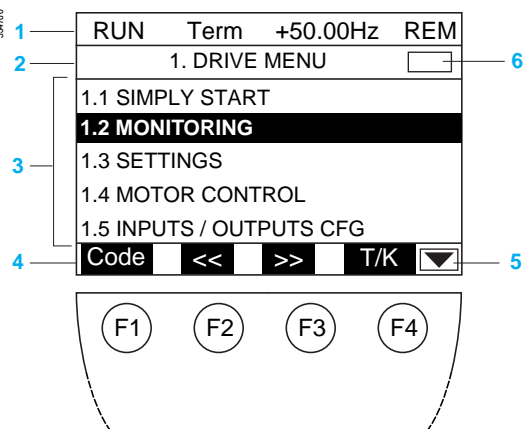 1 RUN Term +50.00Hz REM
2 1. DRIVE MENU 6
1.1 SIMPLY START
1.2 MONITORING
3 1.3 SETTINGS
1.4 MOTOR CONTROL
1.5 INPUTS / OUTPUTS CFG
4 Code << >> T/K 5
F1 F2 F3 F4